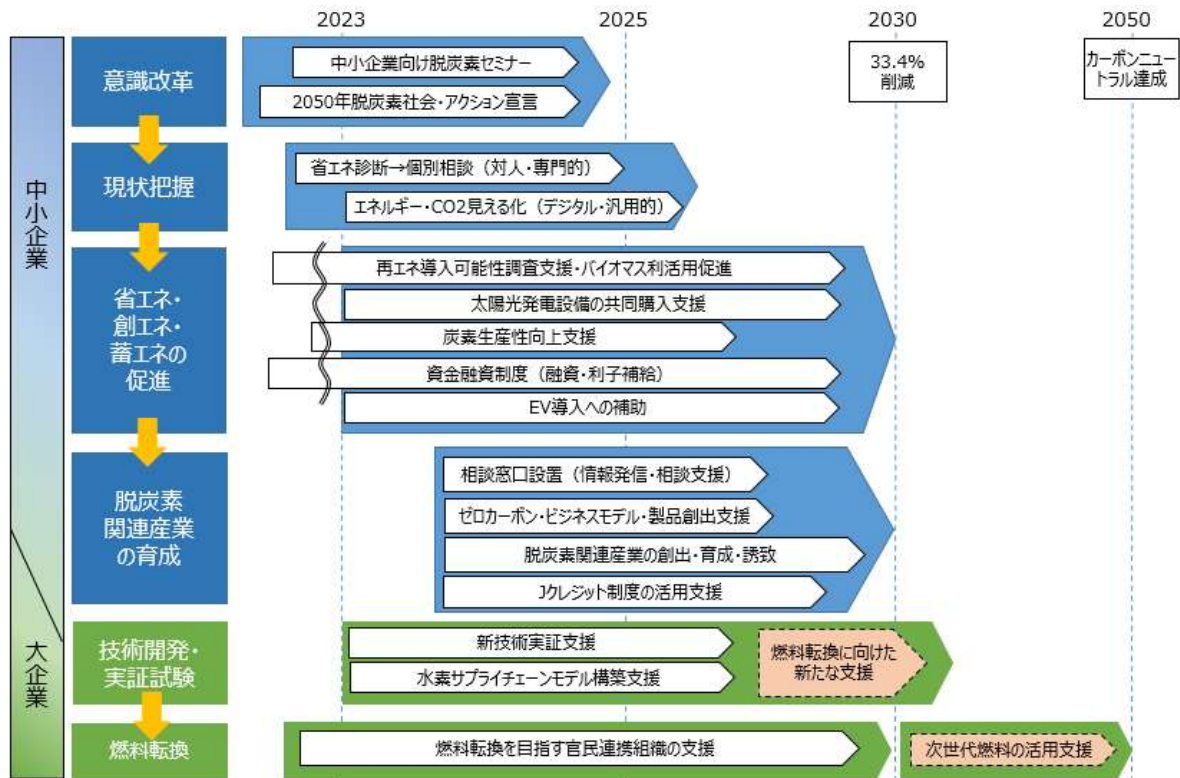 2023
2025
2030
2050
33.4%
削減
カーボンニュー
トラル達成
中小企業
大企業
意識改革
中小企業向け脱炭素セミナー
2050年脱炭素社会・アクション宣言
現状把握
省エネ診断→個別相談（対人・専門的）
エネルギー・CO2見える化（デジタル・汎用的）
省エネ・
創エネ・
蓄エネの
促進
再エネ導入可能性調査支援・バイオマス利活用促進
太陽光発電設備の共同購入支援
炭素生産性向上支援
資金融資制度（融資・利子補給）
EV導入への補助
脱炭素
関連産業
の育成
相談窓口設置（情報発信・相談支援）
ゼロカーボン・ビジネスモデル・製品創出支援
脱炭素関連産業の創出・育成・誘致
Jクレジット制度の活用支援
技術開発・
実証試験
新技術実証支援
水素サプライチェーンモデル構築支援
燃料転換に向けた
新たな支援
燃料転換
燃料転換を目指す官民連携組織の支援
次世代燃料の活用支援